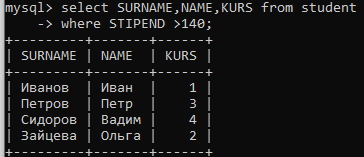 mysql> select SURNAME,NAME,KURS from student
    -> where STIPEND >140;
+----------+-------+------+
| SURNAME | NAME | KURS |
+----------+-------+------+
| Иванов | Иван | 1 |
| Петров | Петр | 3 |
| Сидоров | Вадим | 4 |
| Зайцева | Ольга | 2 |
+----------+-------+------+